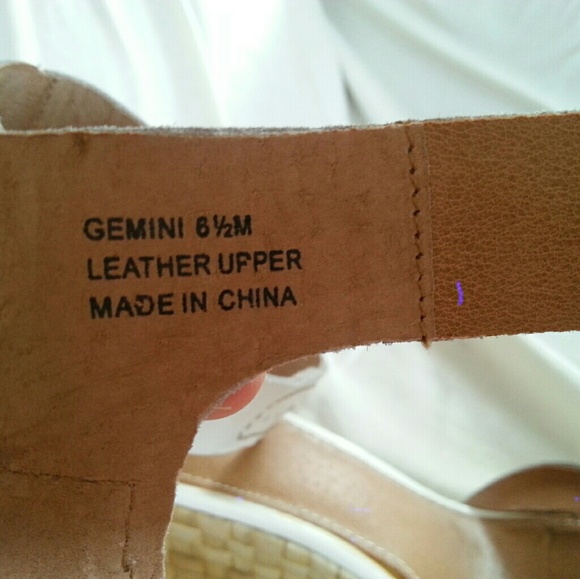 GEMINI 6½M
LEATHER UPPER
MADE IN CHINA